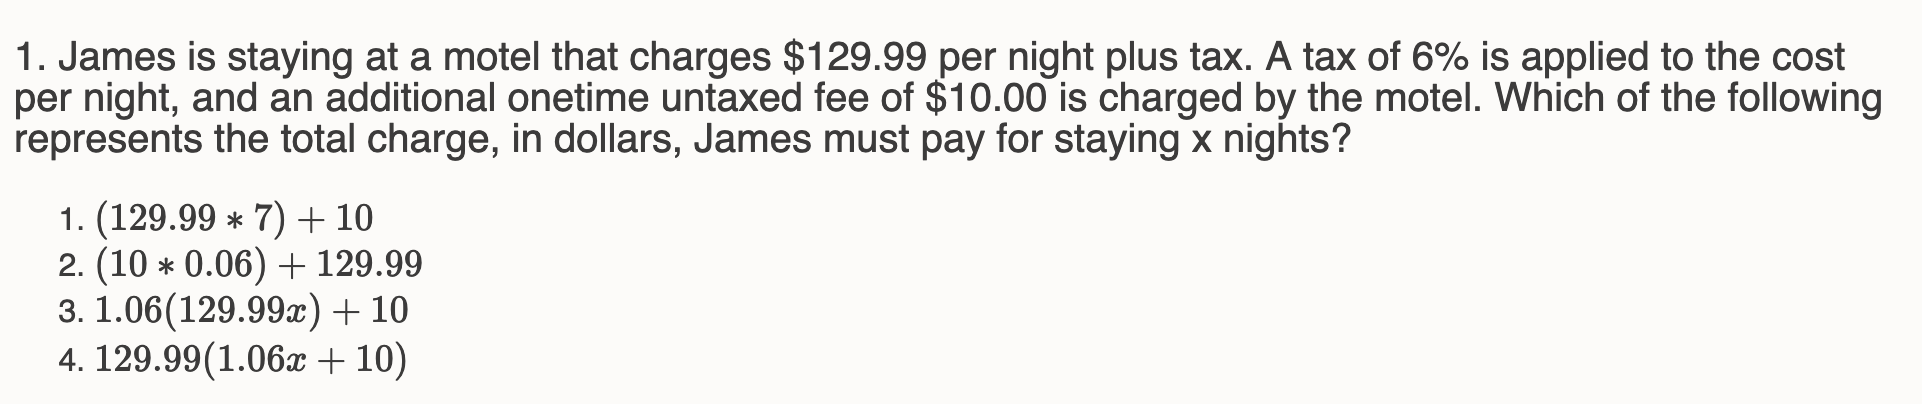 1. James is staying at a motel that charges $129.99 per night plus tax. A tax of 6% is applied to the cost
per night, and an additional onetime untaxed fee of $10.00 is charged by the motel. Which of the following
represents the total charge, in dollars, James must pay for staying x nights?
1. (129.99 * 7) + 10
2. (10 * 0.06) + 129.99
3. 1.06(129.99x) + 10
4. 129.99(1.06x + 10)